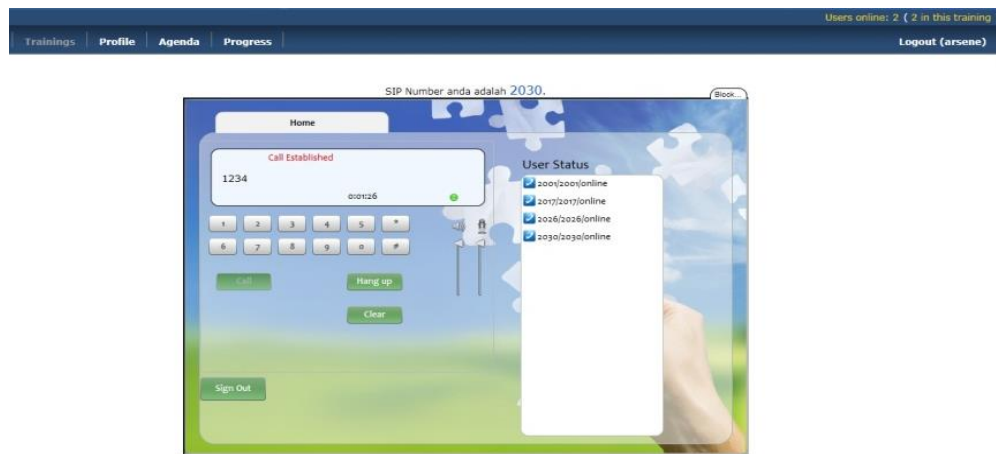 Users online: 2 ( 2 in this training
Trainings Profile Agenda Progress Logout (arsene)
SIP Number anda adalah 2030.
Block...
Home
Call Established
1234
0:01:26
User Status
2001/2001/online
2017/2017/online
2026/2026/online
2030/2030/online
1 2 3 4 5 *
6 7 8 9 0 #
Call Hang up
Clear
Sign Out